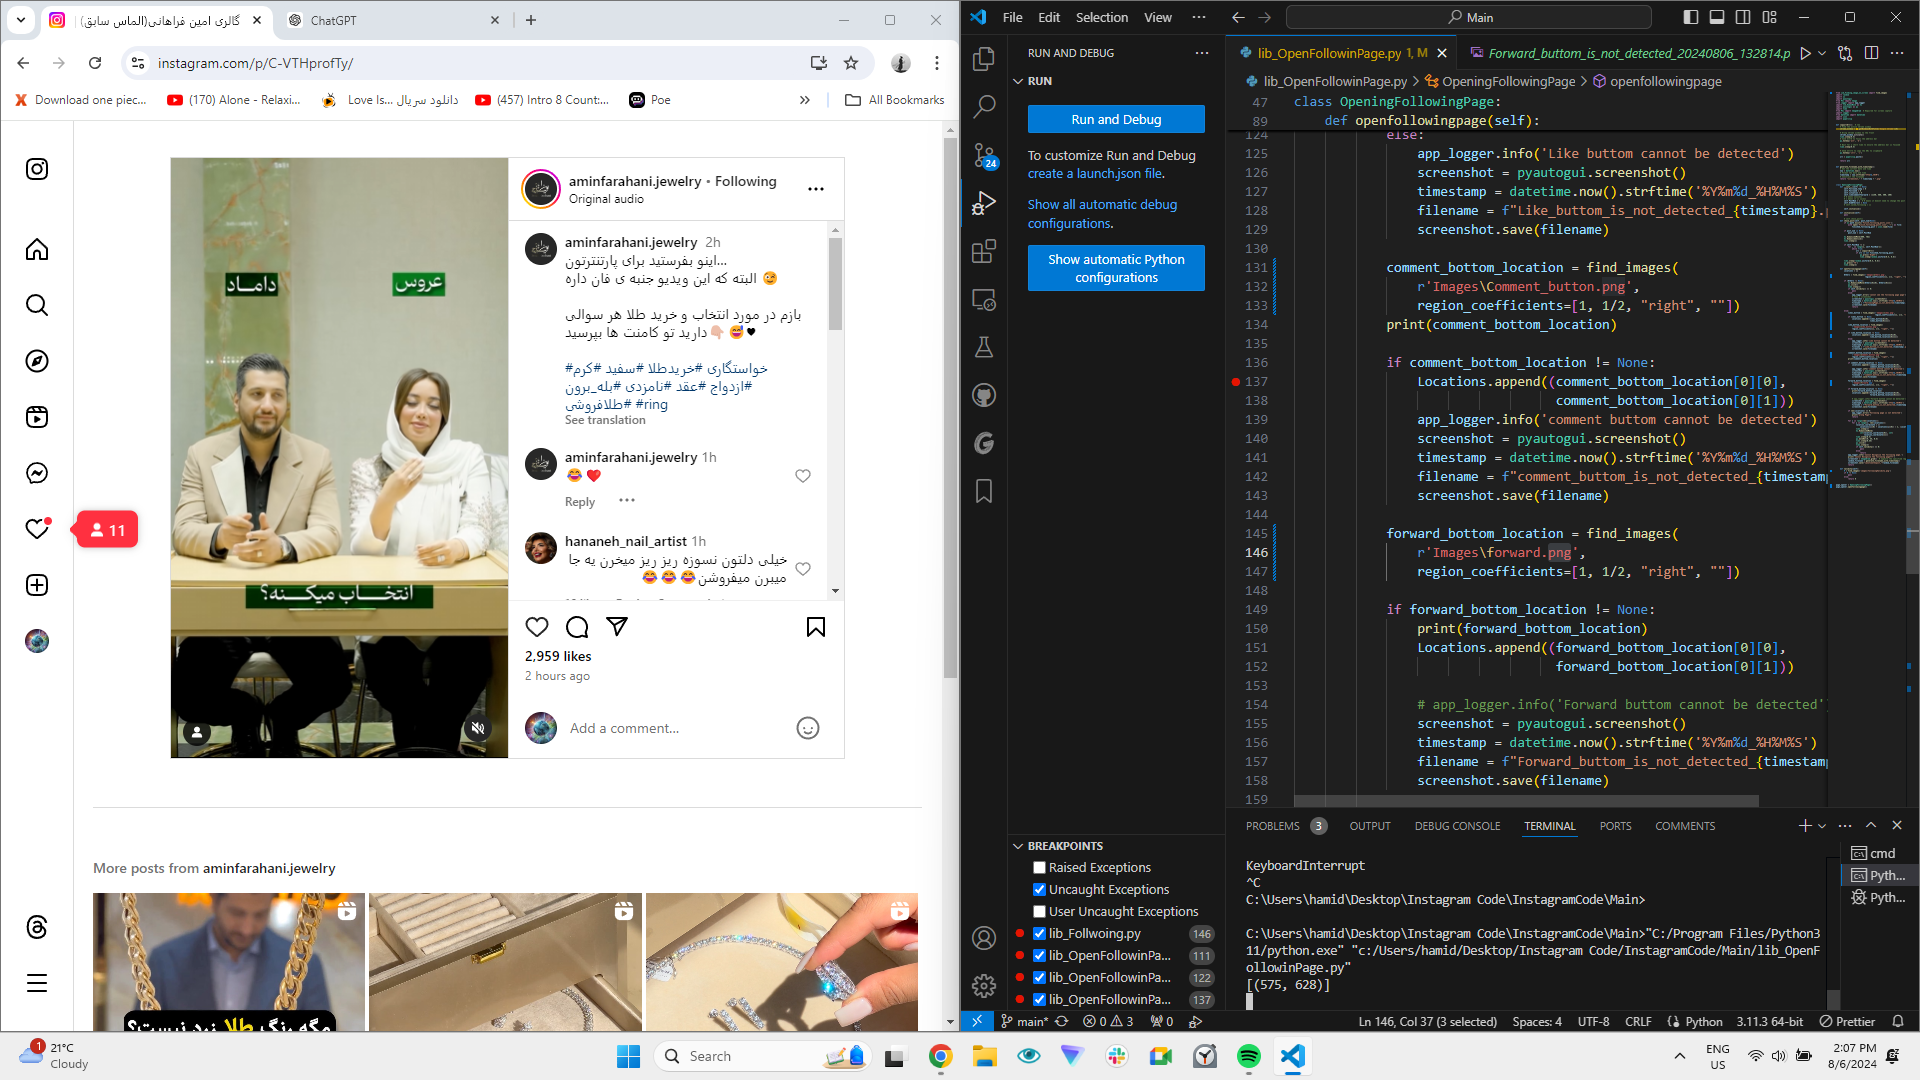 گالری امین فراهانی(الماس سابق)
ChatGPT
instagram.com/p/C-VTHprofTy/
Download one piec...
(170) Alone - Relaxi...
Love Is... دانلود سریال
(457) Intro 8 Count:...
Poe
All Bookmarks
داماد
عروس
انتخاب میکنه؟
11
aminfarahani.jewelry • Following
Original audio
aminfarahani.jewelry 2h
اینو بفرستید برای پارتنرتون...
البته که این ویدیو جنبه ی فان داره 😉
بازم در مورد انتخاب و خرید طلا هر سوالی
دارید تو کامنت ها بپرسید👇🏻😅♥
#خواستگاری #خریدطلا #سفید #کرم
#ازدواج #عقد #نامزدی #بله_برون
#طلافروشی #ring
See translation
aminfarahani.jewelry 1h
😂❤️
Reply
hananeh_nail_artist 1h
خیلی دلتون نسوزه ریز ریز میخرن یه جا
میبرن میفروشن😂😂😂
2,959 likes
2 hours ago
Add a comment...
More posts from aminfarahani.jewelry
File Edit Selection View
Main
RUN AND DEBUG
RUN
Run and Debug
To customize Run and Debug
create a launch.json file.
Show all automatic debug
configurations.
Show automatic Python
configurations
24
lib_OpenFollowinPage.py 1, M
Forward_buttom_is_not_detected_20240806_132814.p
lib_OpenFollowinPage.py > OpeningFollowingPage > openfollowingpage
47 class OpeningFollowingPage:
89 def openfollowingpage(self):
124 else:
125 app_logger.info('Like buttom cannot be detected')
126 screenshot = pyautogui.screenshot()
127 timestamp = datetime.now().strftime('%Y%m%d_%H%M%S')
128 filename = f"Like_buttom_is_not_detected_{timestamp}.
129 screenshot.save(filename)
130
131 comment_bottom_location = find_images(
132 r'Images\Comment_button.png',
133 region_coefficients=[1, 1/2, "right", ""])
134 print(comment_bottom_location)
135
136 if comment_bottom_location != None:
137 Locations.append((comment_bottom_location[0][0],
138 comment_bottom_location[0][1]))
139 app_logger.info('comment buttom cannot be detected')
140 screenshot = pyautogui.screenshot()
141 timestamp = datetime.now().strftime('%Y%m%d_%H%M%S')
142 filename = f"comment_buttom_is_not_detected_{timestam
143 screenshot.save(filename)
144
145 forward_bottom_location = find_images(
146 r'Images\forward.png',
147 region_coefficients=[1, 1/2, "right", ""])
148
149 if forward_bottom_location != None:
150 print(forward_bottom_location)
151 Locations.append((forward_bottom_location[0][0],
152 forward_bottom_location[0][1]))
153
154 # app_logger.info('Forward buttom cannot be detected'
155 screenshot = pyautogui.screenshot()
156 timestamp = datetime.now().strftime('%Y%m%d_%H%M%S')
157 filename = f"Forward_buttom_is_not_detected_{timestam
158 screenshot.save(filename)
159
PROBLEMS 3 OUTPUT DEBUG CONSOLE TERMINAL PORTS COMMENTS
KeyboardInterrupt
^C
C:\Users\hamid\Desktop\Instagram Code\InstagramCode\Main>
C:\Users\hamid\Desktop\Instagram Code\InstagramCode\Main>"C:/Program Files/Python3
11/python.exe" "c:/Users/hamid/Desktop/Instagram Code/InstagramCode/Main/lib_OpenF
ollowinPage.py"
[(575, 628)]
cmd
Pyth...
Pyth...
BREAKPOINTS
Raised Exceptions
Uncaught Exceptions
User Uncaught Exceptions
lib_Follwoing.py 146
lib_OpenFollowinPa... 111
lib_OpenFollowinPa... 122
lib_OpenFollowinPa... 137
main* 0 3 0
Ln 146, Col 37 (3 selected) Spaces: 4 UTF-8 CRLF Python 3.11.3 64-bit Prettier
1
21°C
Cloudy
Search
ENG
US
2:07 PM
8/6/2024